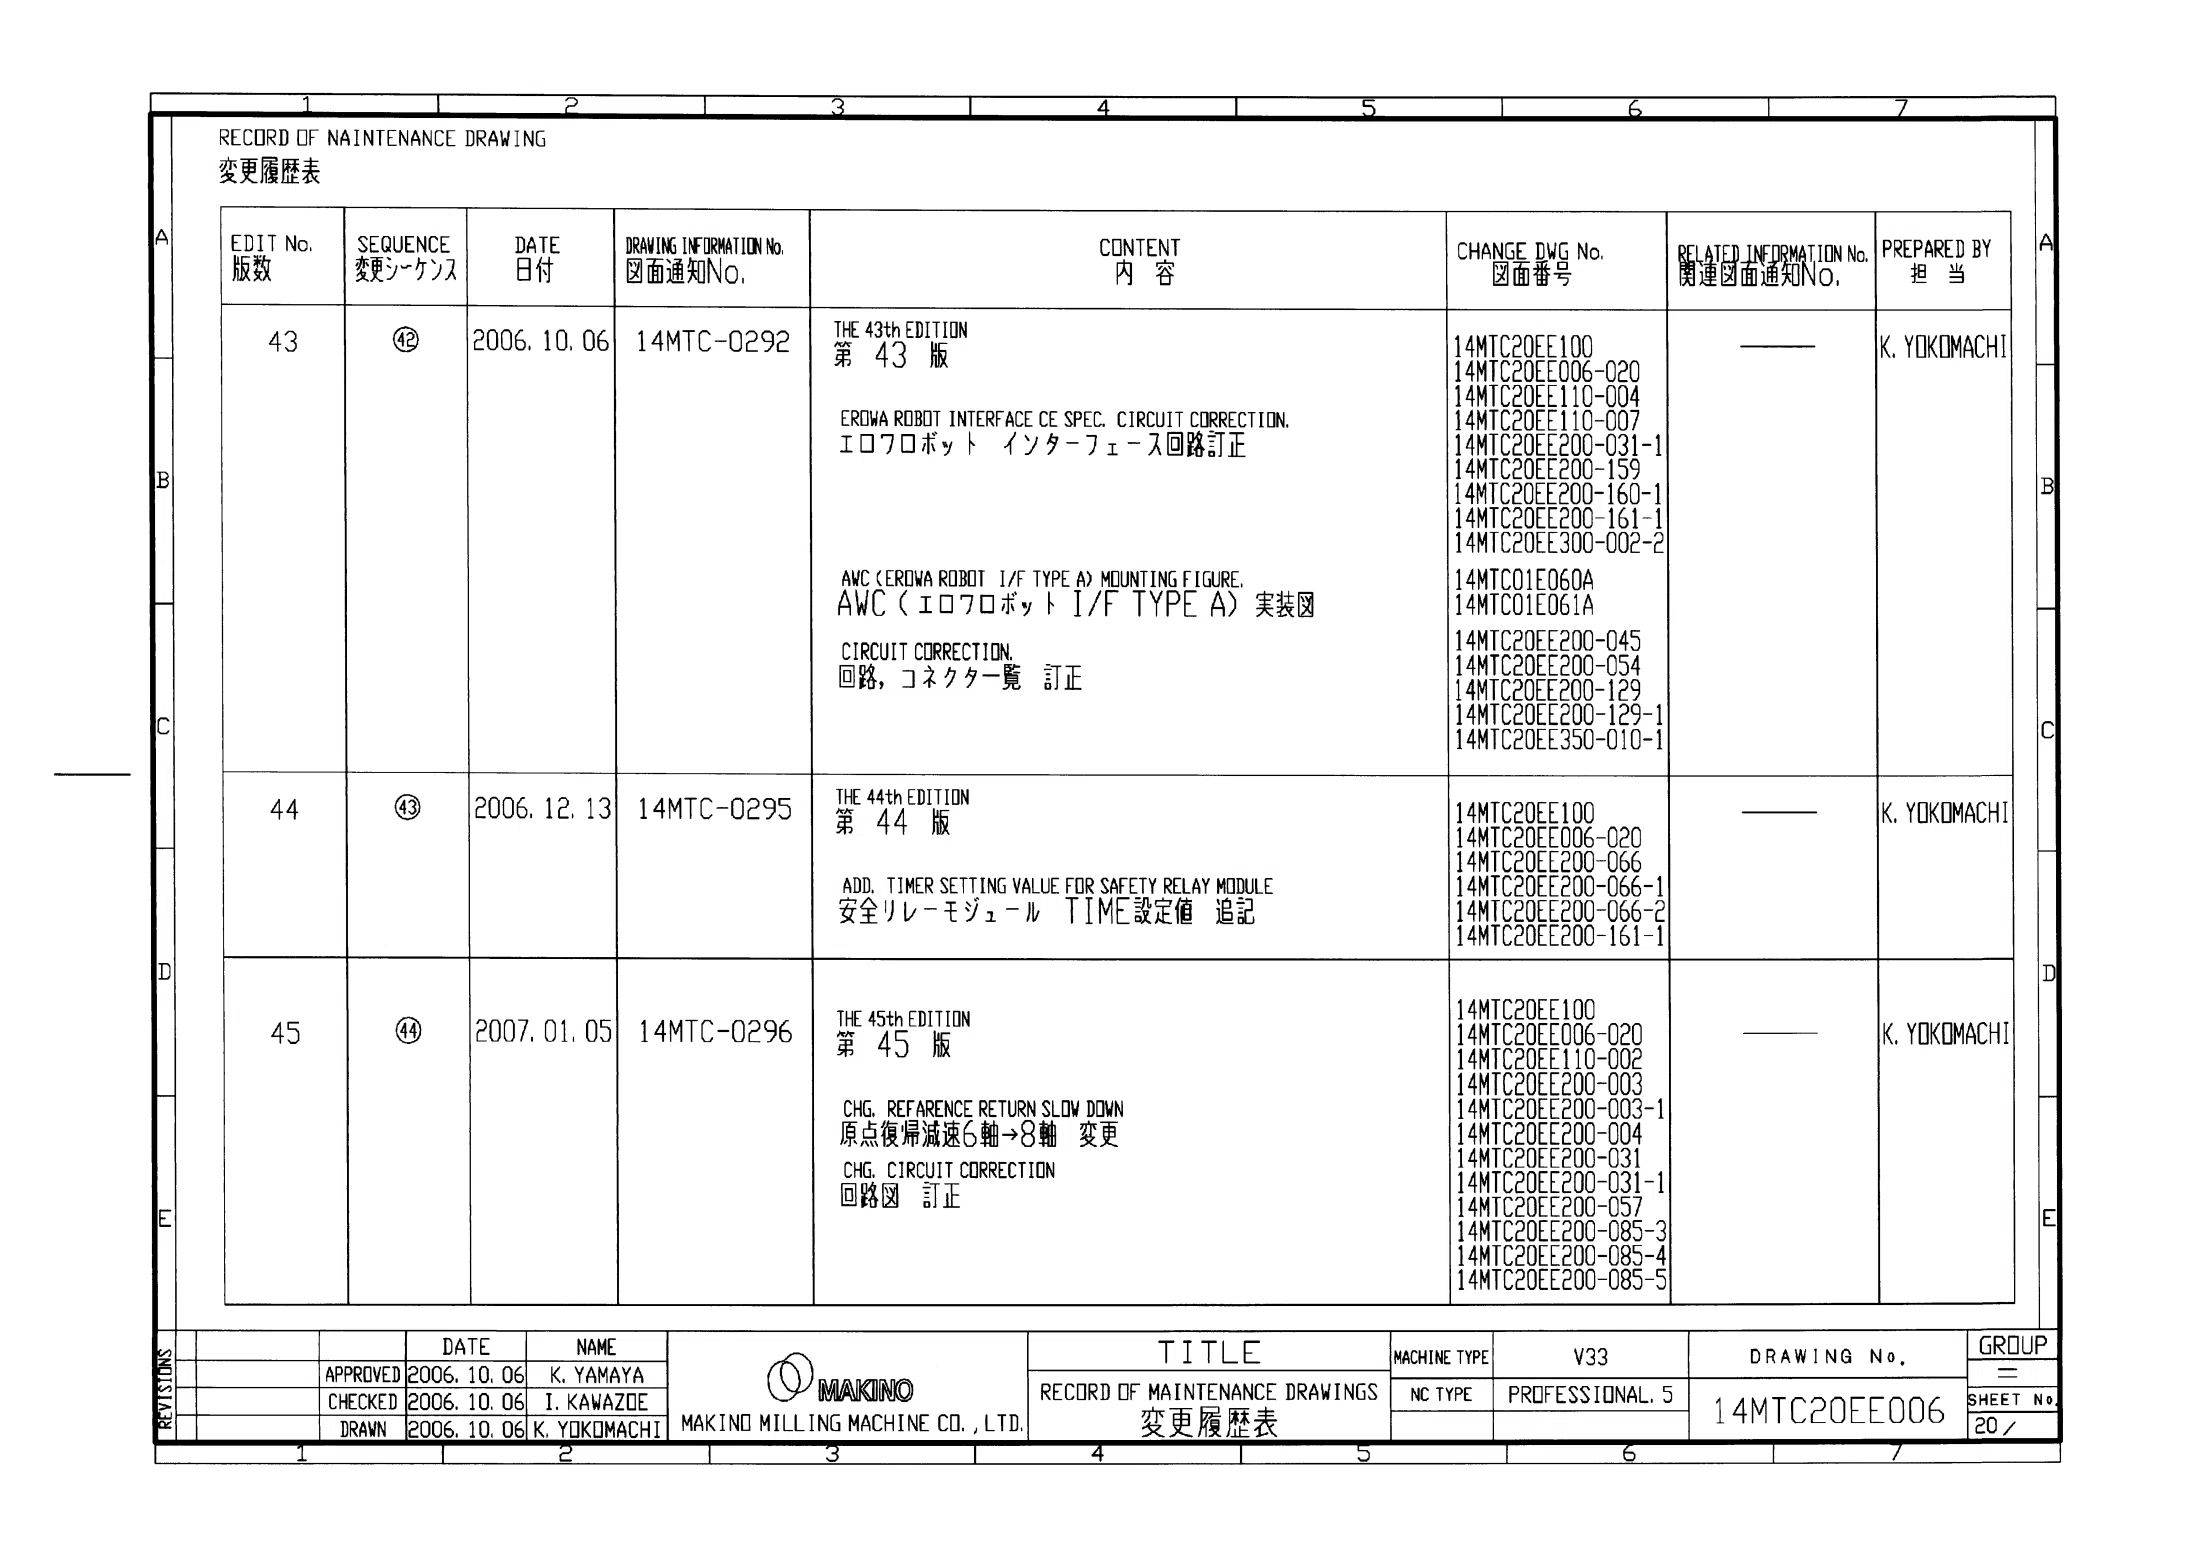 1 2 3 4 5 6 7
RECORD OF NAINTENANCE DRAWING
変更履歴表
A
B
C
D
E
A
B
C
D
E
EDIT No.
版数
SEQUENCE
変更シーケンス
DATE
日付
DRAWING INFORMATION No.
図面通知No.
CONTENT
内 容
CHANGE DWG No.
図面番号
RELATED INFORMATION No.
関連図面通知No.
PREPARED BY
担 当
43
㊷
2006.10.06
14MTC-0292
THE 43th EDITION
第 43 版
EROWA ROBOT INTERFACE CE SPEC. CIRCUIT CORRECTION.
エロワロボット インターフェース回路訂正
AWC (EROWA ROBOT I/F TYPE A) MOUNTING FIGURE.
AWC (エロワロボット I/F TYPE A) 実装図
CIRCUIT CORRECTION.
回路, コネクター覧 訂正
14MTC20EE100
14MTC20EE006-020
14MTC20EE110-004
14MTC20EE110-007
14MTC20EE200-031-1
14MTC20EE200-159
14MTC20EE200-160-1
14MTC20EE200-161-1
14MTC20EE300-002-2
14MTC01E060A
14MTC01E061A
14MTC20EE200-045
14MTC20EE200-054
14MTC20EE200-129
14MTC20EE200-129-1
14MTC20EE350-010-1
K. YOKOMACHI
44
㊸
2006.12.13
14MTC-0295
THE 44th EDITION
第 44 版
ADD. TIMER SETTING VALUE FOR SAFETY RELAY MODULE
安全リレーモジュール TIME設定値 追記
14MTC20EE100
14MTC20EE006-020
14MTC20EE200-066
14MTC20EE200-066-1
14MTC20EE200-066-2
14MTC20EE200-161-1
K. YOKOMACHI
45
㊹
2007.01.05
14MTC-0296
THE 45th EDITION
第 45 版
CHG. REFARENCE RETURN SLOW DOWN
原点復帰減速6軸→8軸 変更
CHG. CIRCUIT CORRECTION
回路図 訂正
14MTC20EE100
14MTC20EE006-020
14MTC20EE110-002
14MTC20EE200-003
14MTC20EE200-003-1
14MTC20EE200-004
14MTC20EE200-031
14MTC20EE200-031-1
14MTC20EE200-057
14MTC20EE200-085-3
14MTC20EE200-085-4
14MTC20EE200-085-5
K. YOKOMACHI
REVISIONS
DATE NAME
APPROVED 2006.10.06 K. YAMAYA
CHECKED 2006.10.06 I. KAWAZOE
DRAWN 2006.10.06 K. YOKOMACHI
MAKINO
MAKINO MILLING MACHINE CO., LTD.
TITLE
RECORD OF MAINTENANCE DRAWINGS
変更履歴表
MACHINE TYPE V33
NC TYPE PROFESSIONAL. 5
DRAWING No.
14MTC20EE006
GROUP
=
SHEET No.
20/
1 2 3 4 5 6 7